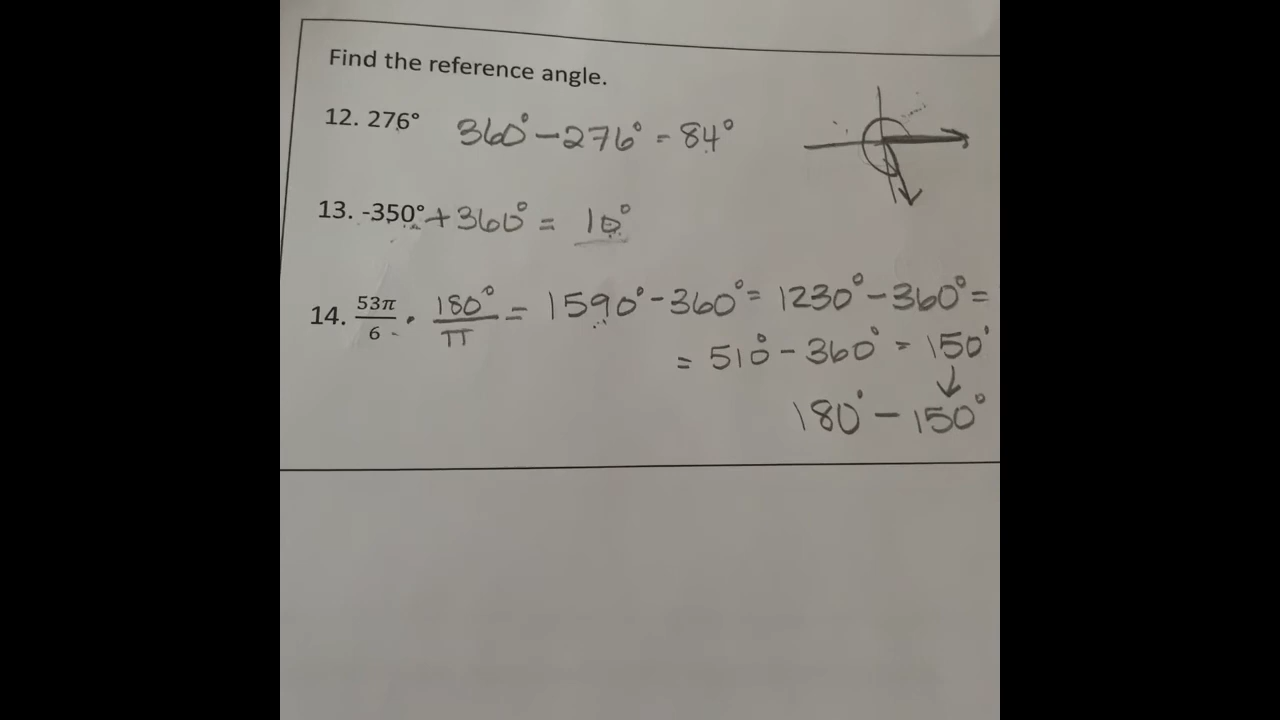 Find the reference angle.
12. 276° 360° - 276° = 84°
13. -350° + 360° = 10°
14. 53π/6 · 180°/π = 1590° - 360° = 1230° - 360° =
= 510° - 360° = 150°
180° - 150°